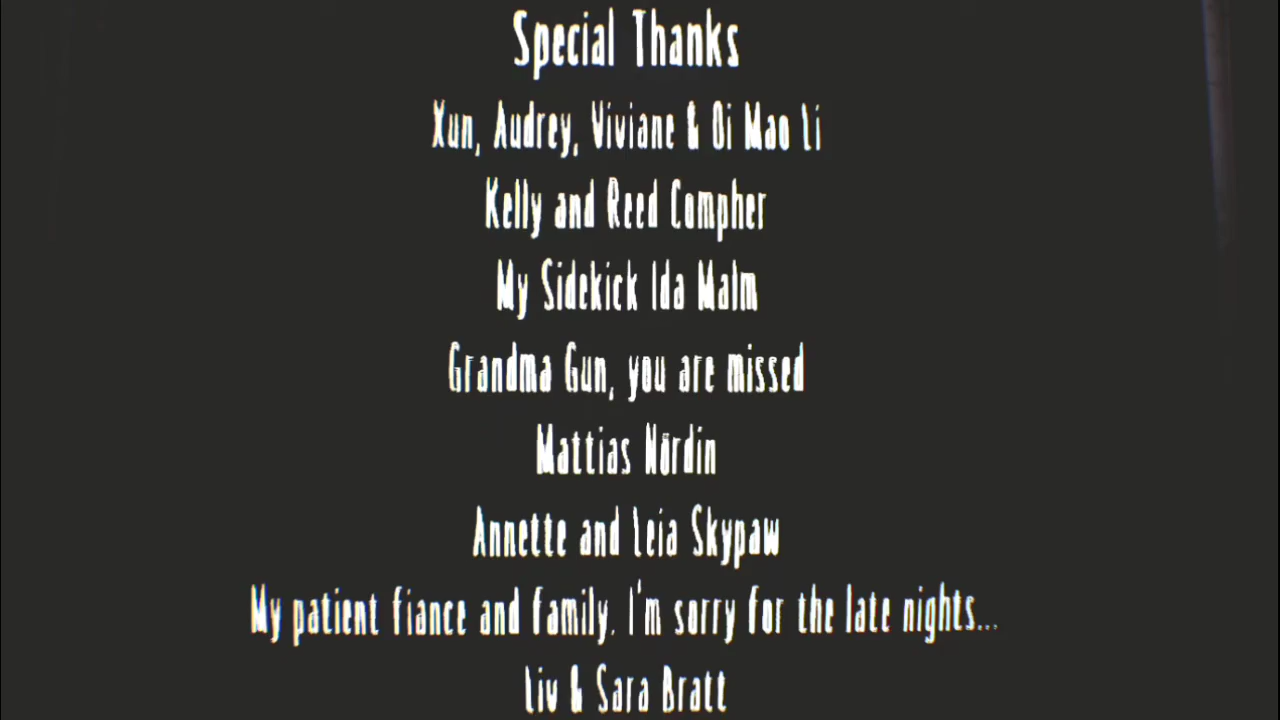 Special Thanks
Xun, Audrey, Viviane & Oi Mao Li
Kelly and Reed Compher
My Sidekick Ida Malm
Grandma Gun, you are missed
Mattias Nördin
Annette and Leia Skypaw
My patient fiance and family. I'm sorry for the late nights...
Liv & Sara Bratt